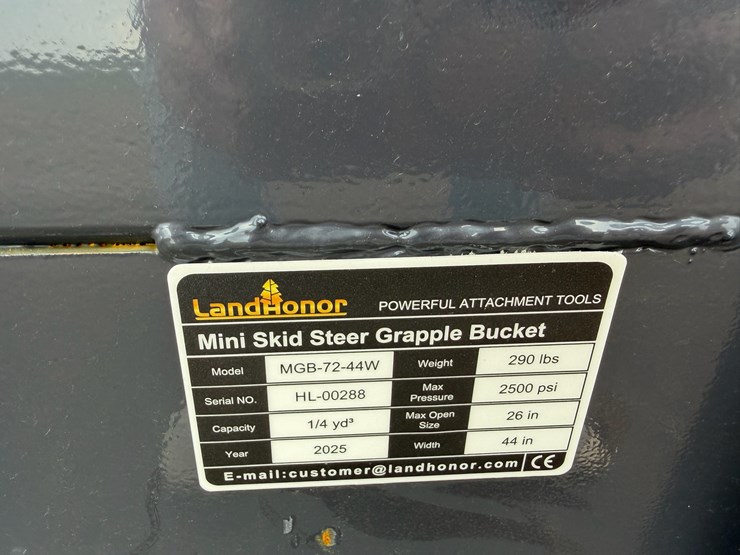 LandHonor POWERFUL ATTACHMENT TOOLS
Mini Skid Steer Grapple Bucket
Model MGB-72-44W Weight 290 lbs
Serial NO. HL-00288 Max Pressure 2500 psi
Capacity 1/4 yd³ Max Open Size 26 in
Year 2025 Width 44 in
E-mail:customer@landhonor.com CE